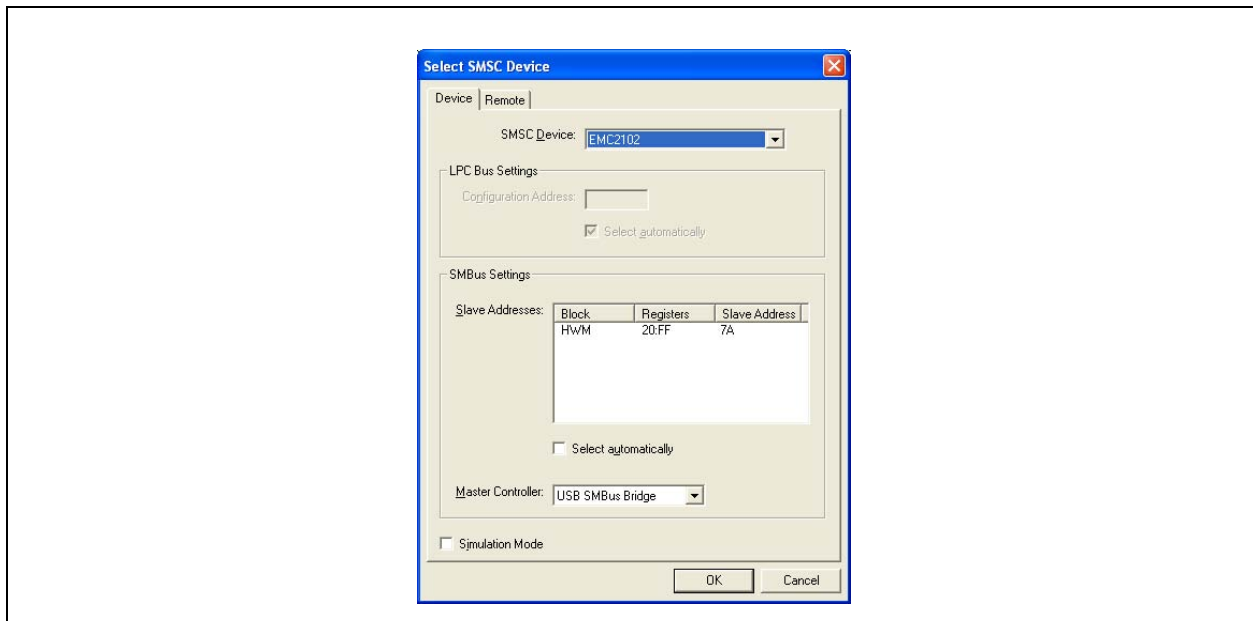 Select SMSC Device
Device Remote
SMSC Device: EMC2102
LPC Bus Settings
Configuration Address:
Select automatically
SMBus Settings
Slave Addresses: Block Registers Slave Address
HWM 20:FF 7A
Select automatically
Master Controller: USB SMBus Bridge
Simulation Mode
OK Cancel